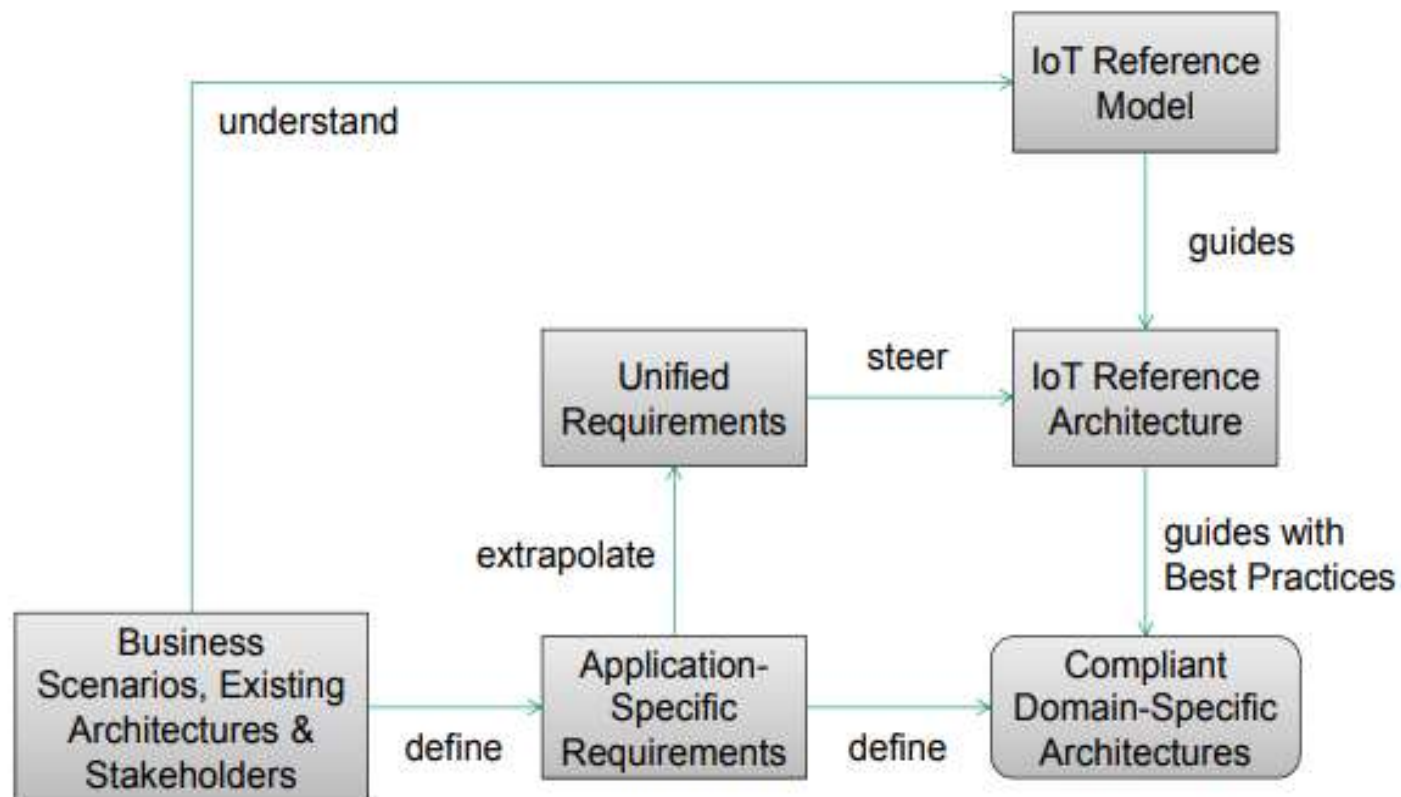 IoT Reference
Model
understand
guides
Unified
Requirements
steer
IoT Reference
Architecture
extrapolate
guides with
Best Practices
Business
Scenarios, Existing
Architectures &
Stakeholders
define
Application-
Specific
Requirements
define
Compliant
Domain-Specific
Architectures